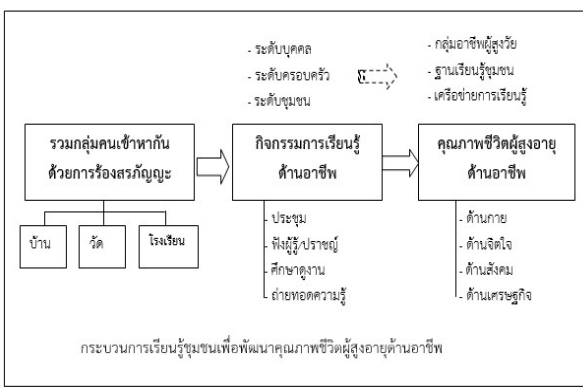 - ระดับบุคคล
- ระดับครอบครัว
- ระดับชุมชน
- กลุ่มอาชีพผู้สูงวัย
- ฐานเรียนรู้ชุมชน
- เครือข่ายการเรียนรู้
รวมกลุ่มคนเข้าหากัน
ด้วยการร้องสรภัญญะ
กิจกรรมการเรียนรู้
ด้านอาชีพ
คุณภาพชีวิตผู้สูงอายุ
ด้านอาชีพ
บ้าน
วัด
โรงเรียน
-ประชุม
-ฟังผู้รู้/ปราชญ์
-ศึกษาดูงาน
-ถ่ายทอดความรู้
-ด้านกาย
-ด้านจิตใจ
-ด้านสังคม
-ด้านเศรษฐกิจ
กระบวนการเรียนรู้ชุมชนเพื่อพัฒนาคุณภาพชีวิตผู้สูงอายุด้านอาชีพ